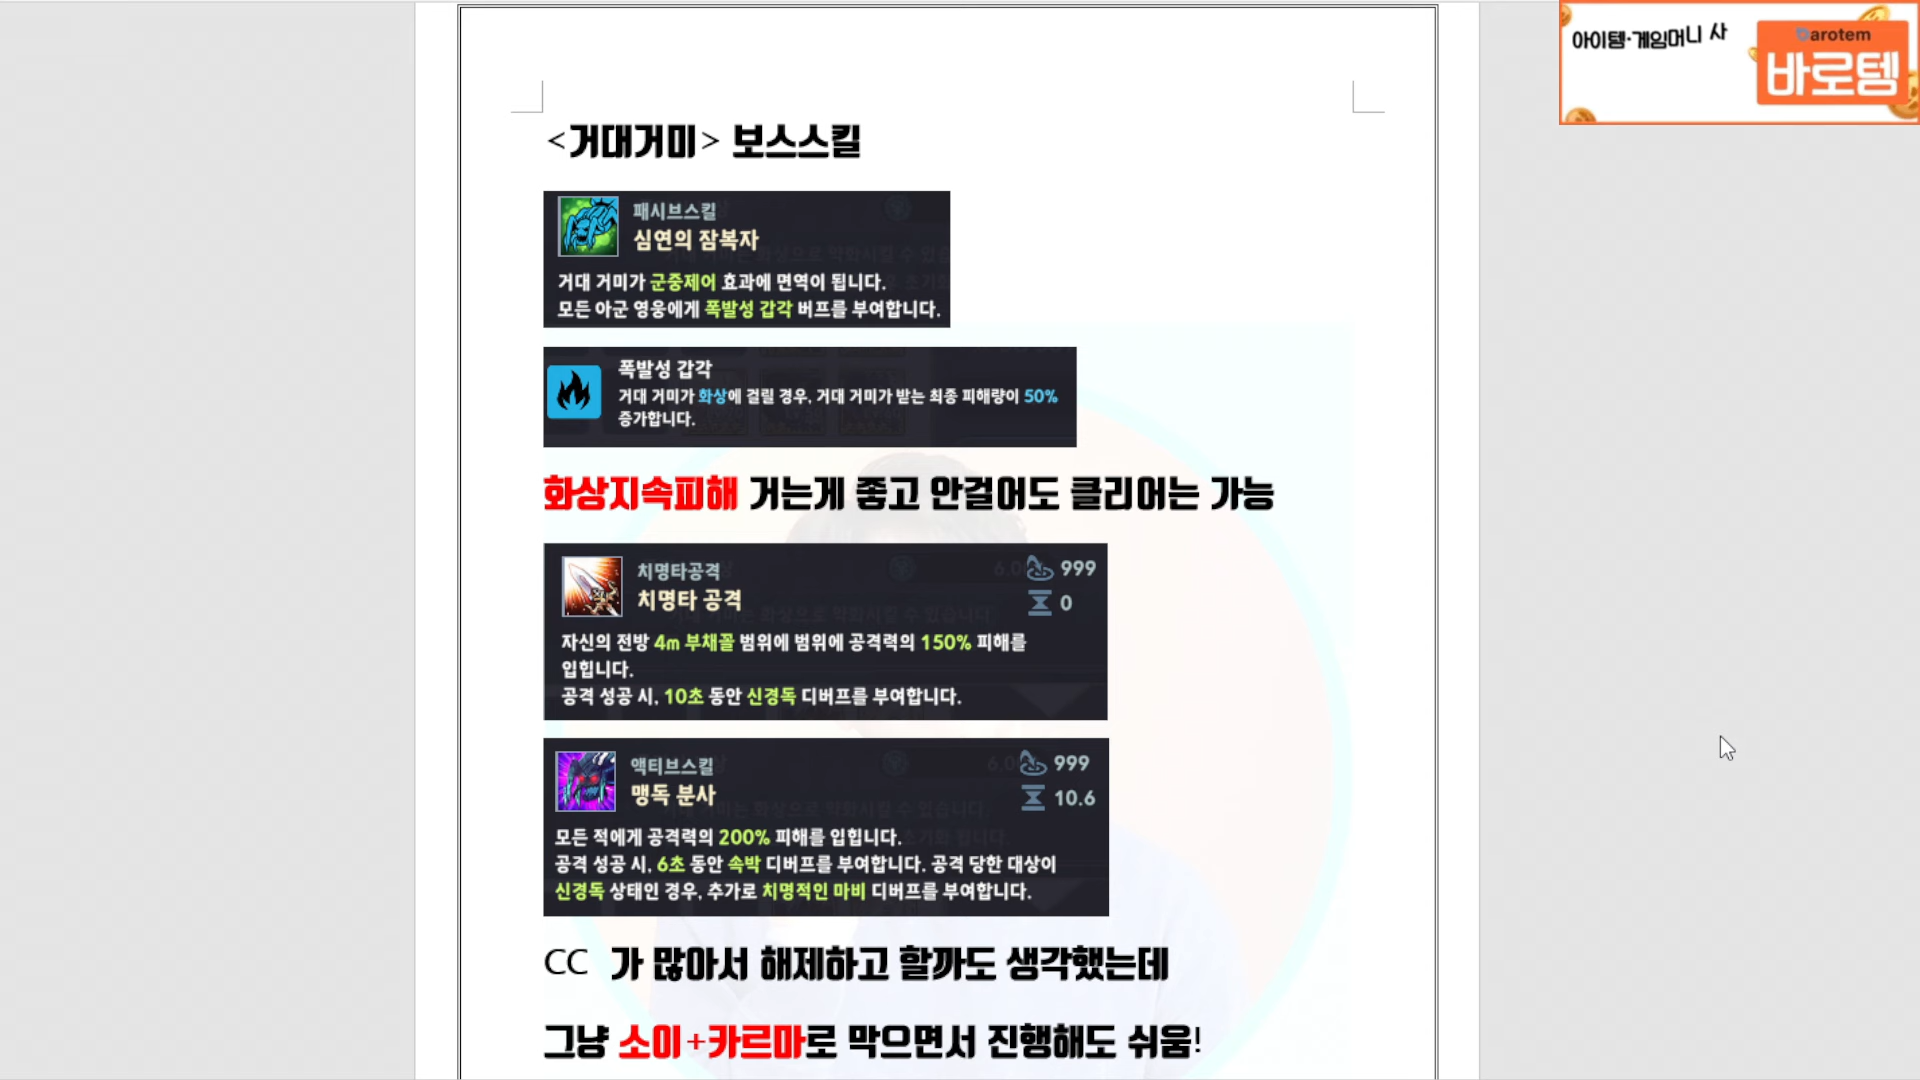 아이템·게임머니 사
Barotem
바로템
<거대거미> 보스스킬
패시브스킬
심연의 잠복자
거대 거미가 군중제어 효과에 면역이 됩니다.
모든 아군 영웅에게 폭발성 갑각 버프를 부여합니다.
폭발성 갑각
거대 거미가 화상에 걸릴 경우, 거대 거미가 받는 최종 피해량이 50%
증가합니다.
화상지속피해 거는게 좋고 안걸어도 클리어는 가능
치명타공격
999
치명타 공격
0
자신의 전방 4m 부채꼴 범위에 범위에 공격력의 150% 피해를
입힙니다.
공격 성공 시, 10초 동안 신경독 디버프를 부여합니다.
액티브스킬
999
맹독 분사
10.6
모든 적에게 공격력의 200% 피해를 입힙니다.
공격 성공 시, 6초 동안 속박 디버프를 부여합니다. 공격 당한 대상이
신경독 상태인 경우, 추가로 치명적인 마비 디버프를 부여합니다.
CC 가 많아서 해제하고 할까도 생각했는데
그냥 소이+카르마로 막으면서 진행해도 쉬움!